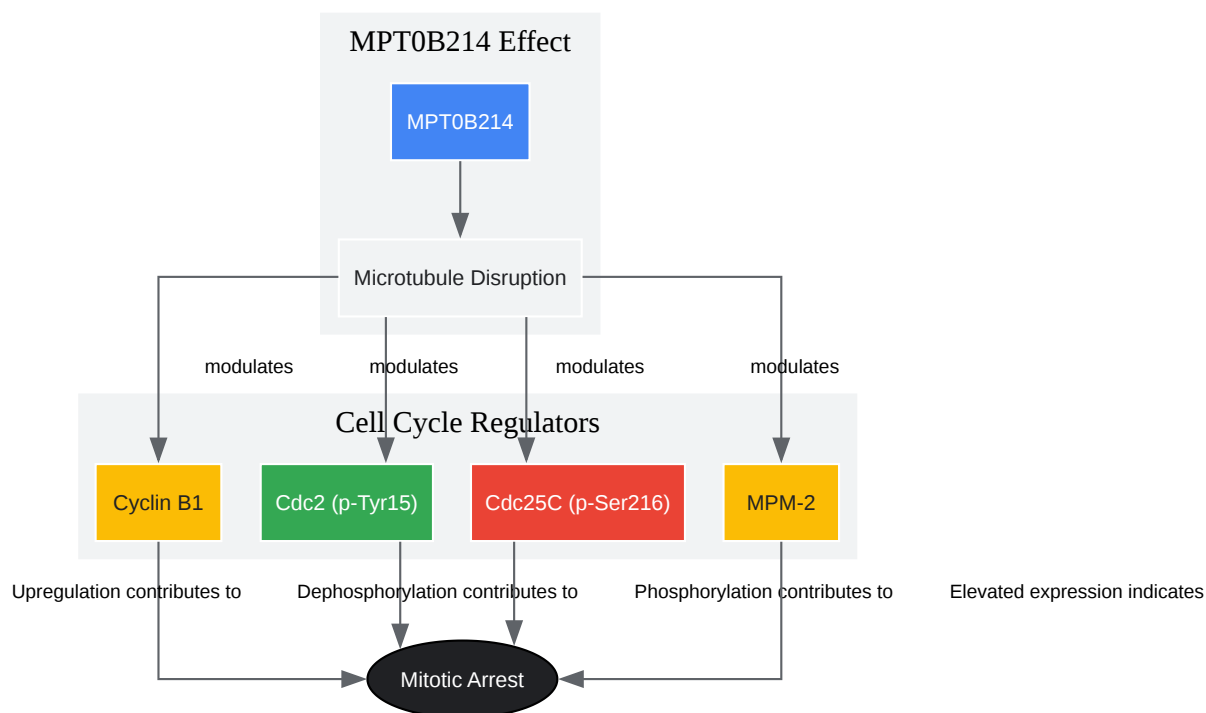 MPT0B214 Effect
MPT0B214
Microtubule Disruption
modulates
modulates
modulates
modulates
Cell Cycle Regulators
Cyclin B1
Cdc2 (p-Tyr15)
Cdc25C (p-Ser216)
MPM-2
Upregulation contributes to
Dephosphorylation contributes to
Phosphorylation contributes to
Elevated expression indicates
Mitotic Arrest